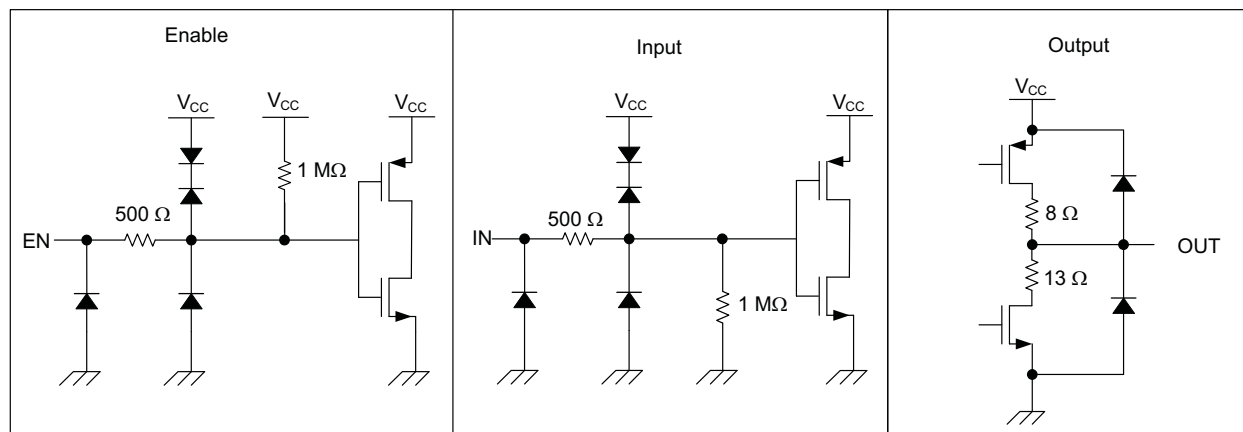 Enable
V_CC
V_CC
V_CC
1 MΩ
500 Ω
EN
Input
V_CC
V_CC
500 Ω
IN
1 MΩ
Output
V_CC
8 Ω
OUT
13 Ω